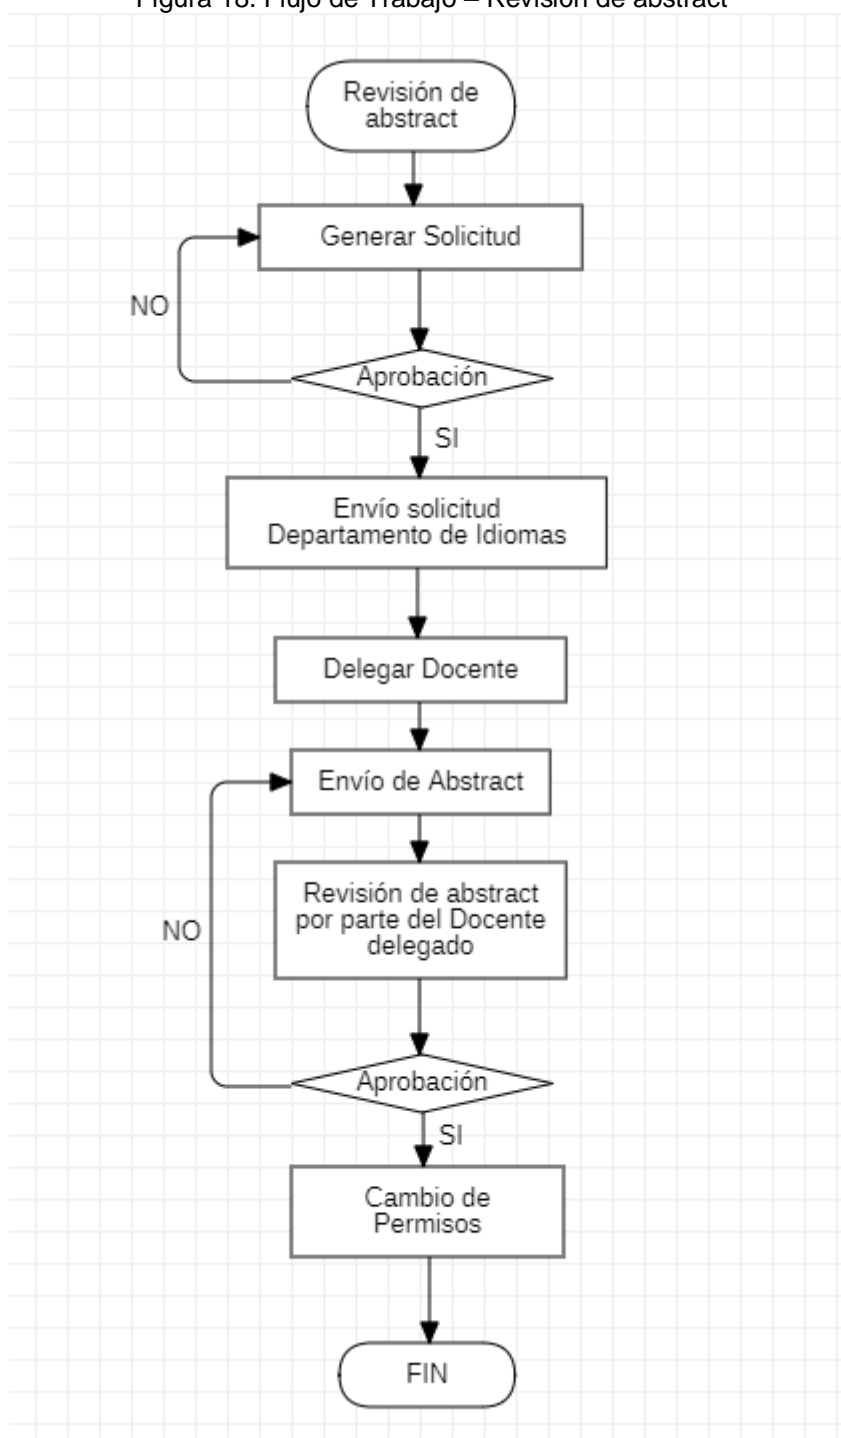 Figura 18. Flujo de Trabajo – Revisión de abstract
Revisión de
abstract
Generar Solicitud
NO
Aprobación
SI
Envío solicitud
Departamento de Idiomas
Delegar Docente
Envío de Abstract
Revisión de abstract
por parte del Docente
delegado
NO
Aprobación
SI
Cambio de
Permisos
FIN